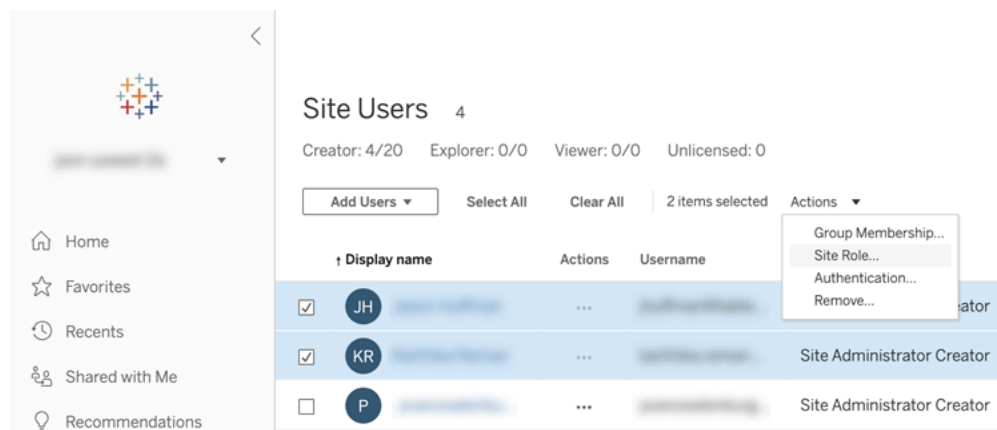 Site Users 4
Creator: 4/20 Explorer: 0/0 Viewer: 0/0 Unlicensed: 0
Add Users ▾ Select All Clear All 2 items selected Actions ▾
Group Membership...
Site Role...
Authentication...
Remove...
↑ Display name Actions Username
JH ... ator
KR ... Site Administrator Creator
P ... Site Administrator Creator
Home
Favorites
Recents
Shared with Me
Recommendations